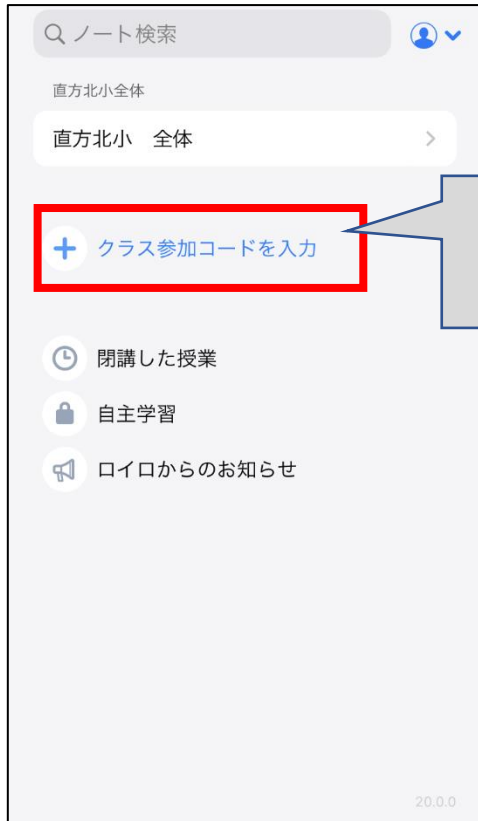 ノート検索
直方北小全体
直方北小　全体
クラス参加コードを入力
閉講した授業
自主学習
ロイロからのお知らせ
20.0.0